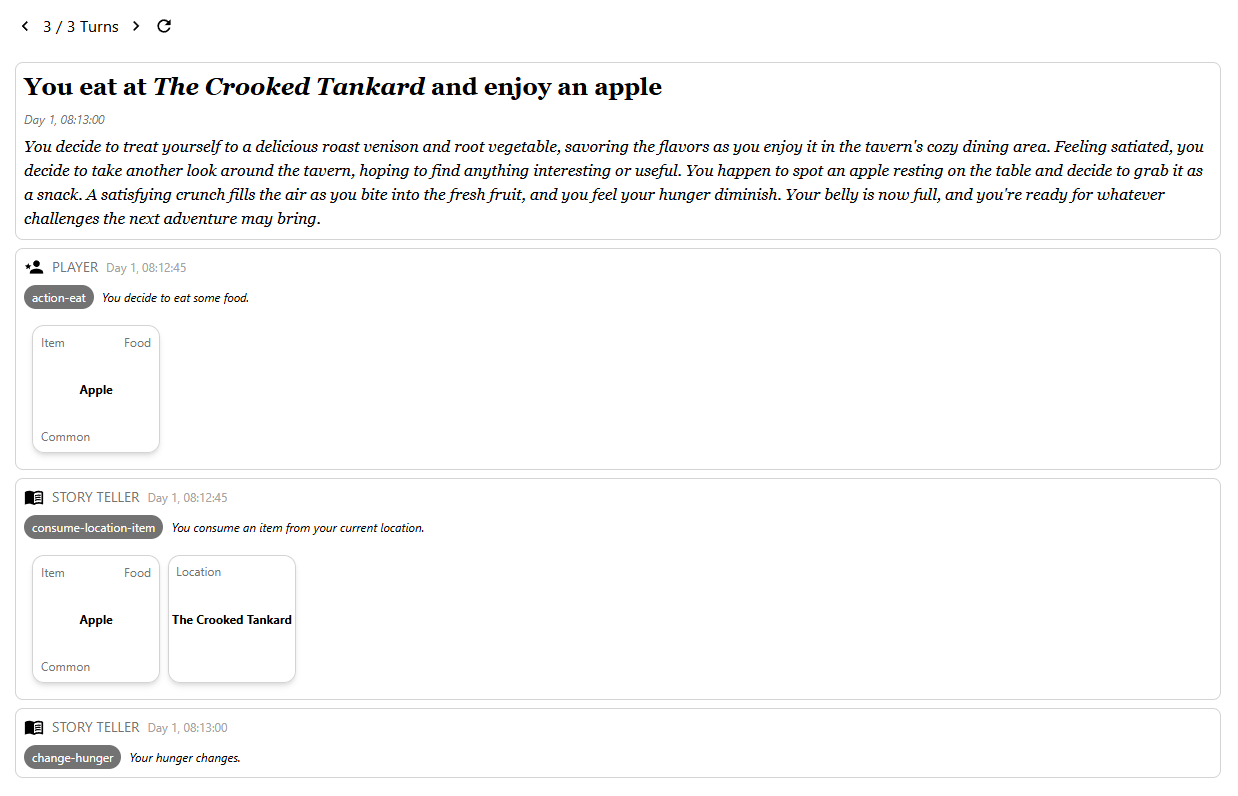 3 / 3 Turns
You eat at The Crooked Tankard and enjoy an apple
Day 1, 08:13:00
You decide to treat yourself to a delicious roast venison and root vegetable, savoring the flavors as you enjoy it in the tavern's cozy dining area. Feeling satiated, you
decide to take another look around the tavern, hoping to find anything interesting or useful. You happen to spot an apple resting on the table and decide to grab it as
a snack. A satisfying crunch fills the air as you bite into the fresh fruit, and you feel your hunger diminish. Your belly is now full, and you're ready for whatever
challenges the next adventure may bring.
PLAYER Day 1, 08:12:45
action-eat You decide to eat some food.
Item Food
Apple
Common
STORY TELLER Day 1, 08:12:45
consume-location-item You consume an item from your current location.
Item Food Location
Apple The Crooked Tankard
Common
STORY TELLER Day 1, 08:13:00
change-hunger Your hunger changes.